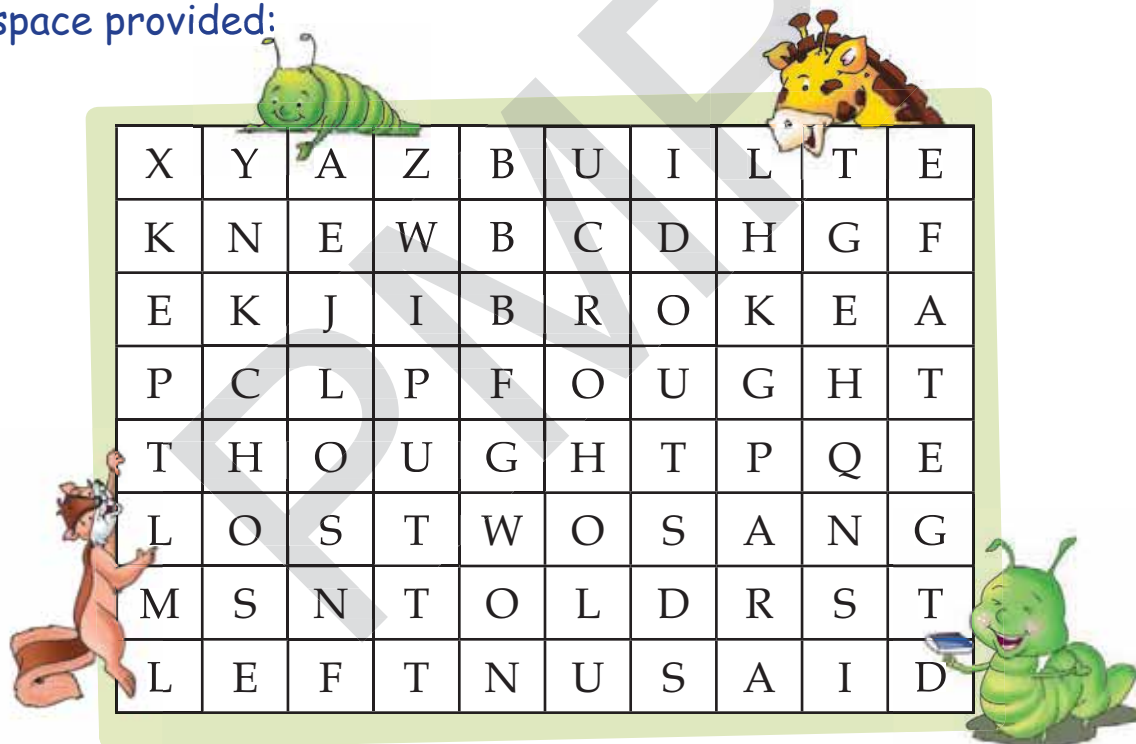 space provided:
X Y A Z B U I L T E
K N E W B C D H G F
E K J I B R O K E A
P C L P F O U G H T
T H O U G H T P Q E
L O S T W O S A N G
M S N T O L D R S T
L E F T N U S A I D